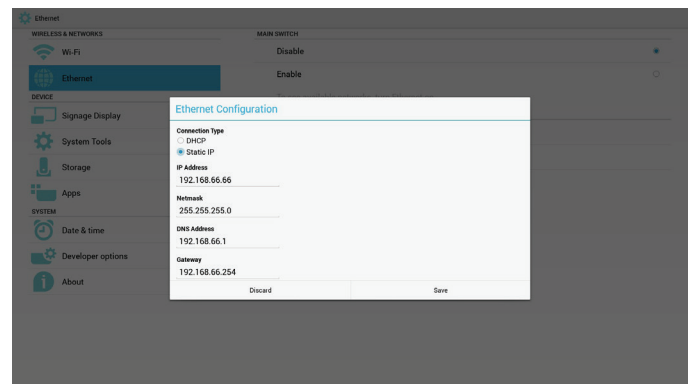 Ethernet
WIRELESS & NETWORKS
Wi-Fi
Ethernet
DEVICE
Signage Display
System Tools
Storage
Apps
SYSTEM
Date & time
Developer options
About
MAIN SWITCH
Disable
Enable
Ethernet Configuration
Connection Type
DHCP
Static IP
IP Address
192.168.66.66
Netmask
255.255.255.0
DNS Address
192.168.66.1
Gateway
192.168.66.254
Discard
Save